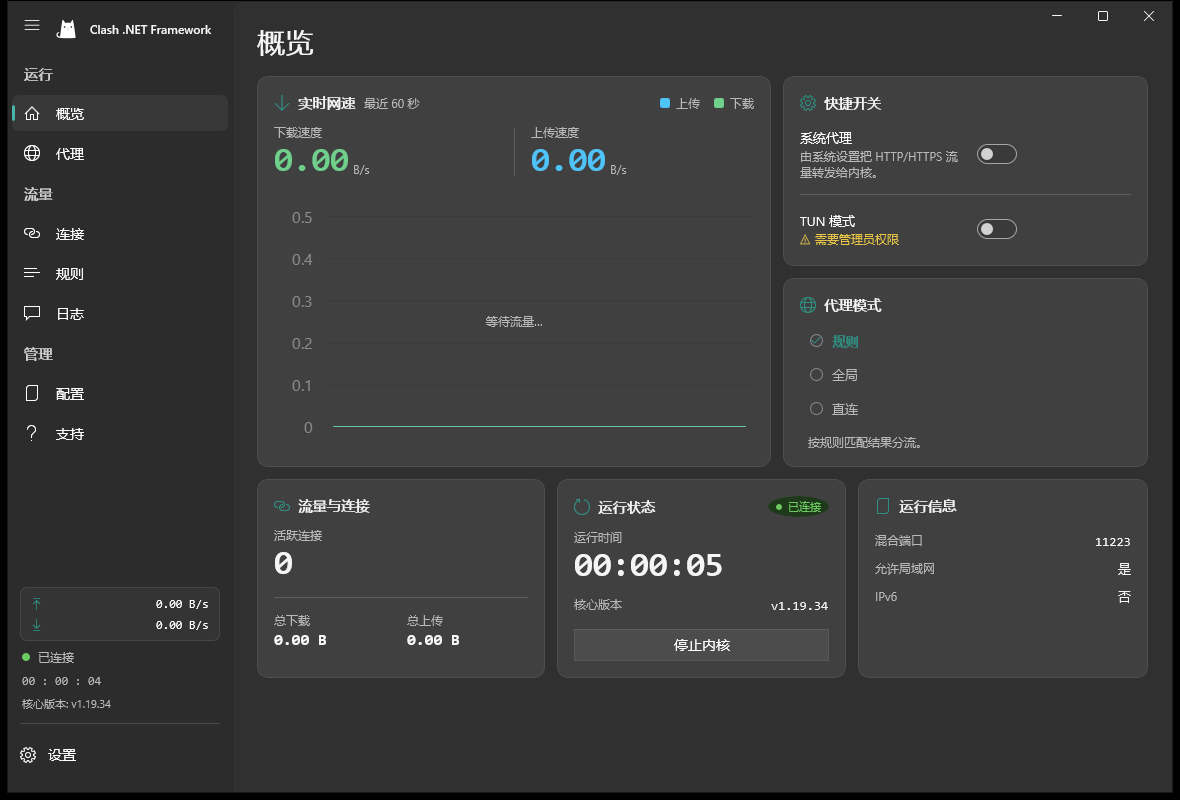 Clash .NET Framework
运行
概览
代理
流量
连接
规则
日志
管理
配置
支持
0.00 B/s
0.00 B/s
已连接
00 : 00 : 04
核心版本: v1.19.34
设置
概览
实时网速 最近 60 秒 上传 下载
下载速度
0.00 B/s
上传速度
0.00 B/s
0.5
0.4
0.3
等待流量...
0.2
0.1
0
快捷开关
系统代理
由系统设置把 HTTP/HTTPS 流
量转发给内核。
TUN 模式
需要管理员权限
代理模式
规则
全局
直连
按规则匹配结果分流。
流量与连接
活跃连接
0
总下载 总上传
0.00 B 0.00 B
运行状态 已连接
运行时间
00:00:05
核心版本 v1.19.34
停止内核
运行信息
混合端口 11223
允许局域网 是
IPv6 否